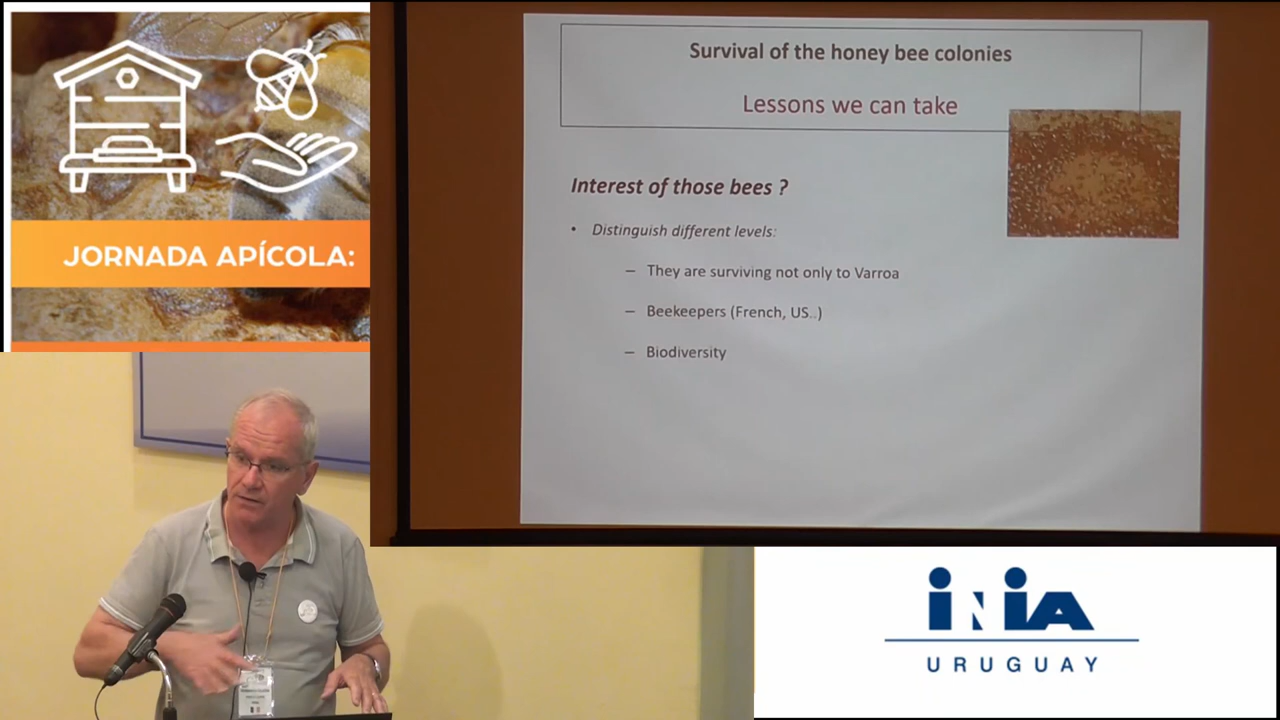 JORNADA APÍCOLA:
Survival of the honey bee colonies
Lessons we can take
Interest of those bees ?
• Distinguish different levels:
– They are surviving not only to Varroa
– Beekeepers (French, US..)
– Biodiversity
iNiA
URUGUAY